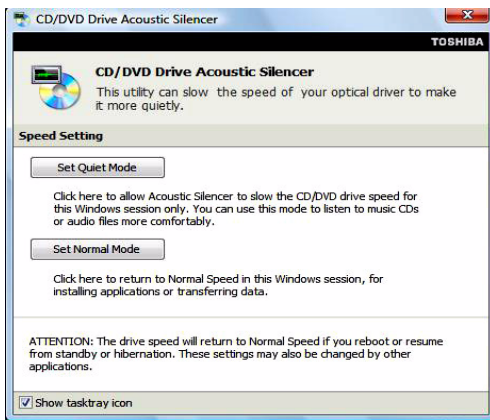 CD/DVD Drive Acoustic Silencer
TOSHIBA
CD/DVD Drive Acoustic Silencer
This utility can slow the speed of your optical driver to make
it more quietly.
Speed Setting
Set Quiet Mode
Click here to allow Acoustic Silencer to slow the CD/DVD drive speed for
this Windows session only. You can use this mode to listen to music CDs
or audio files more comfortably.
Set Normal Mode
Click here to return to Normal Speed in this Windows session, for
installing applications or transferring data.
ATTENTION: The drive speed will return to Normal Speed if you reboot or resume
from standby or hibernation. These settings may also be changed by other
applications.
Show tasktray icon